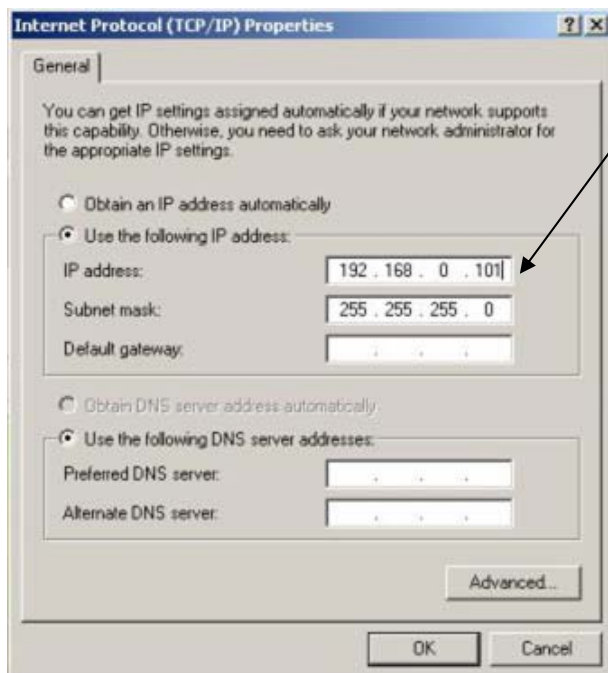 Internet Protocol (TCP/IP) Properties
General
You can get IP settings assigned automatically if your network supports
this capability. Otherwise, you need to ask your network administrator for
the appropriate IP settings.
Obtain an IP address automatically
Use the following IP address:
IP address: 192 . 168 . 0 . 101
Subnet mask: 255 . 255 . 255 . 0
Default gateway: . . .
Obtain DNS server address automatically
Use the following DNS server addresses:
Preferred DNS server: . . .
Alternate DNS server: . . .
Advanced...
OK Cancel